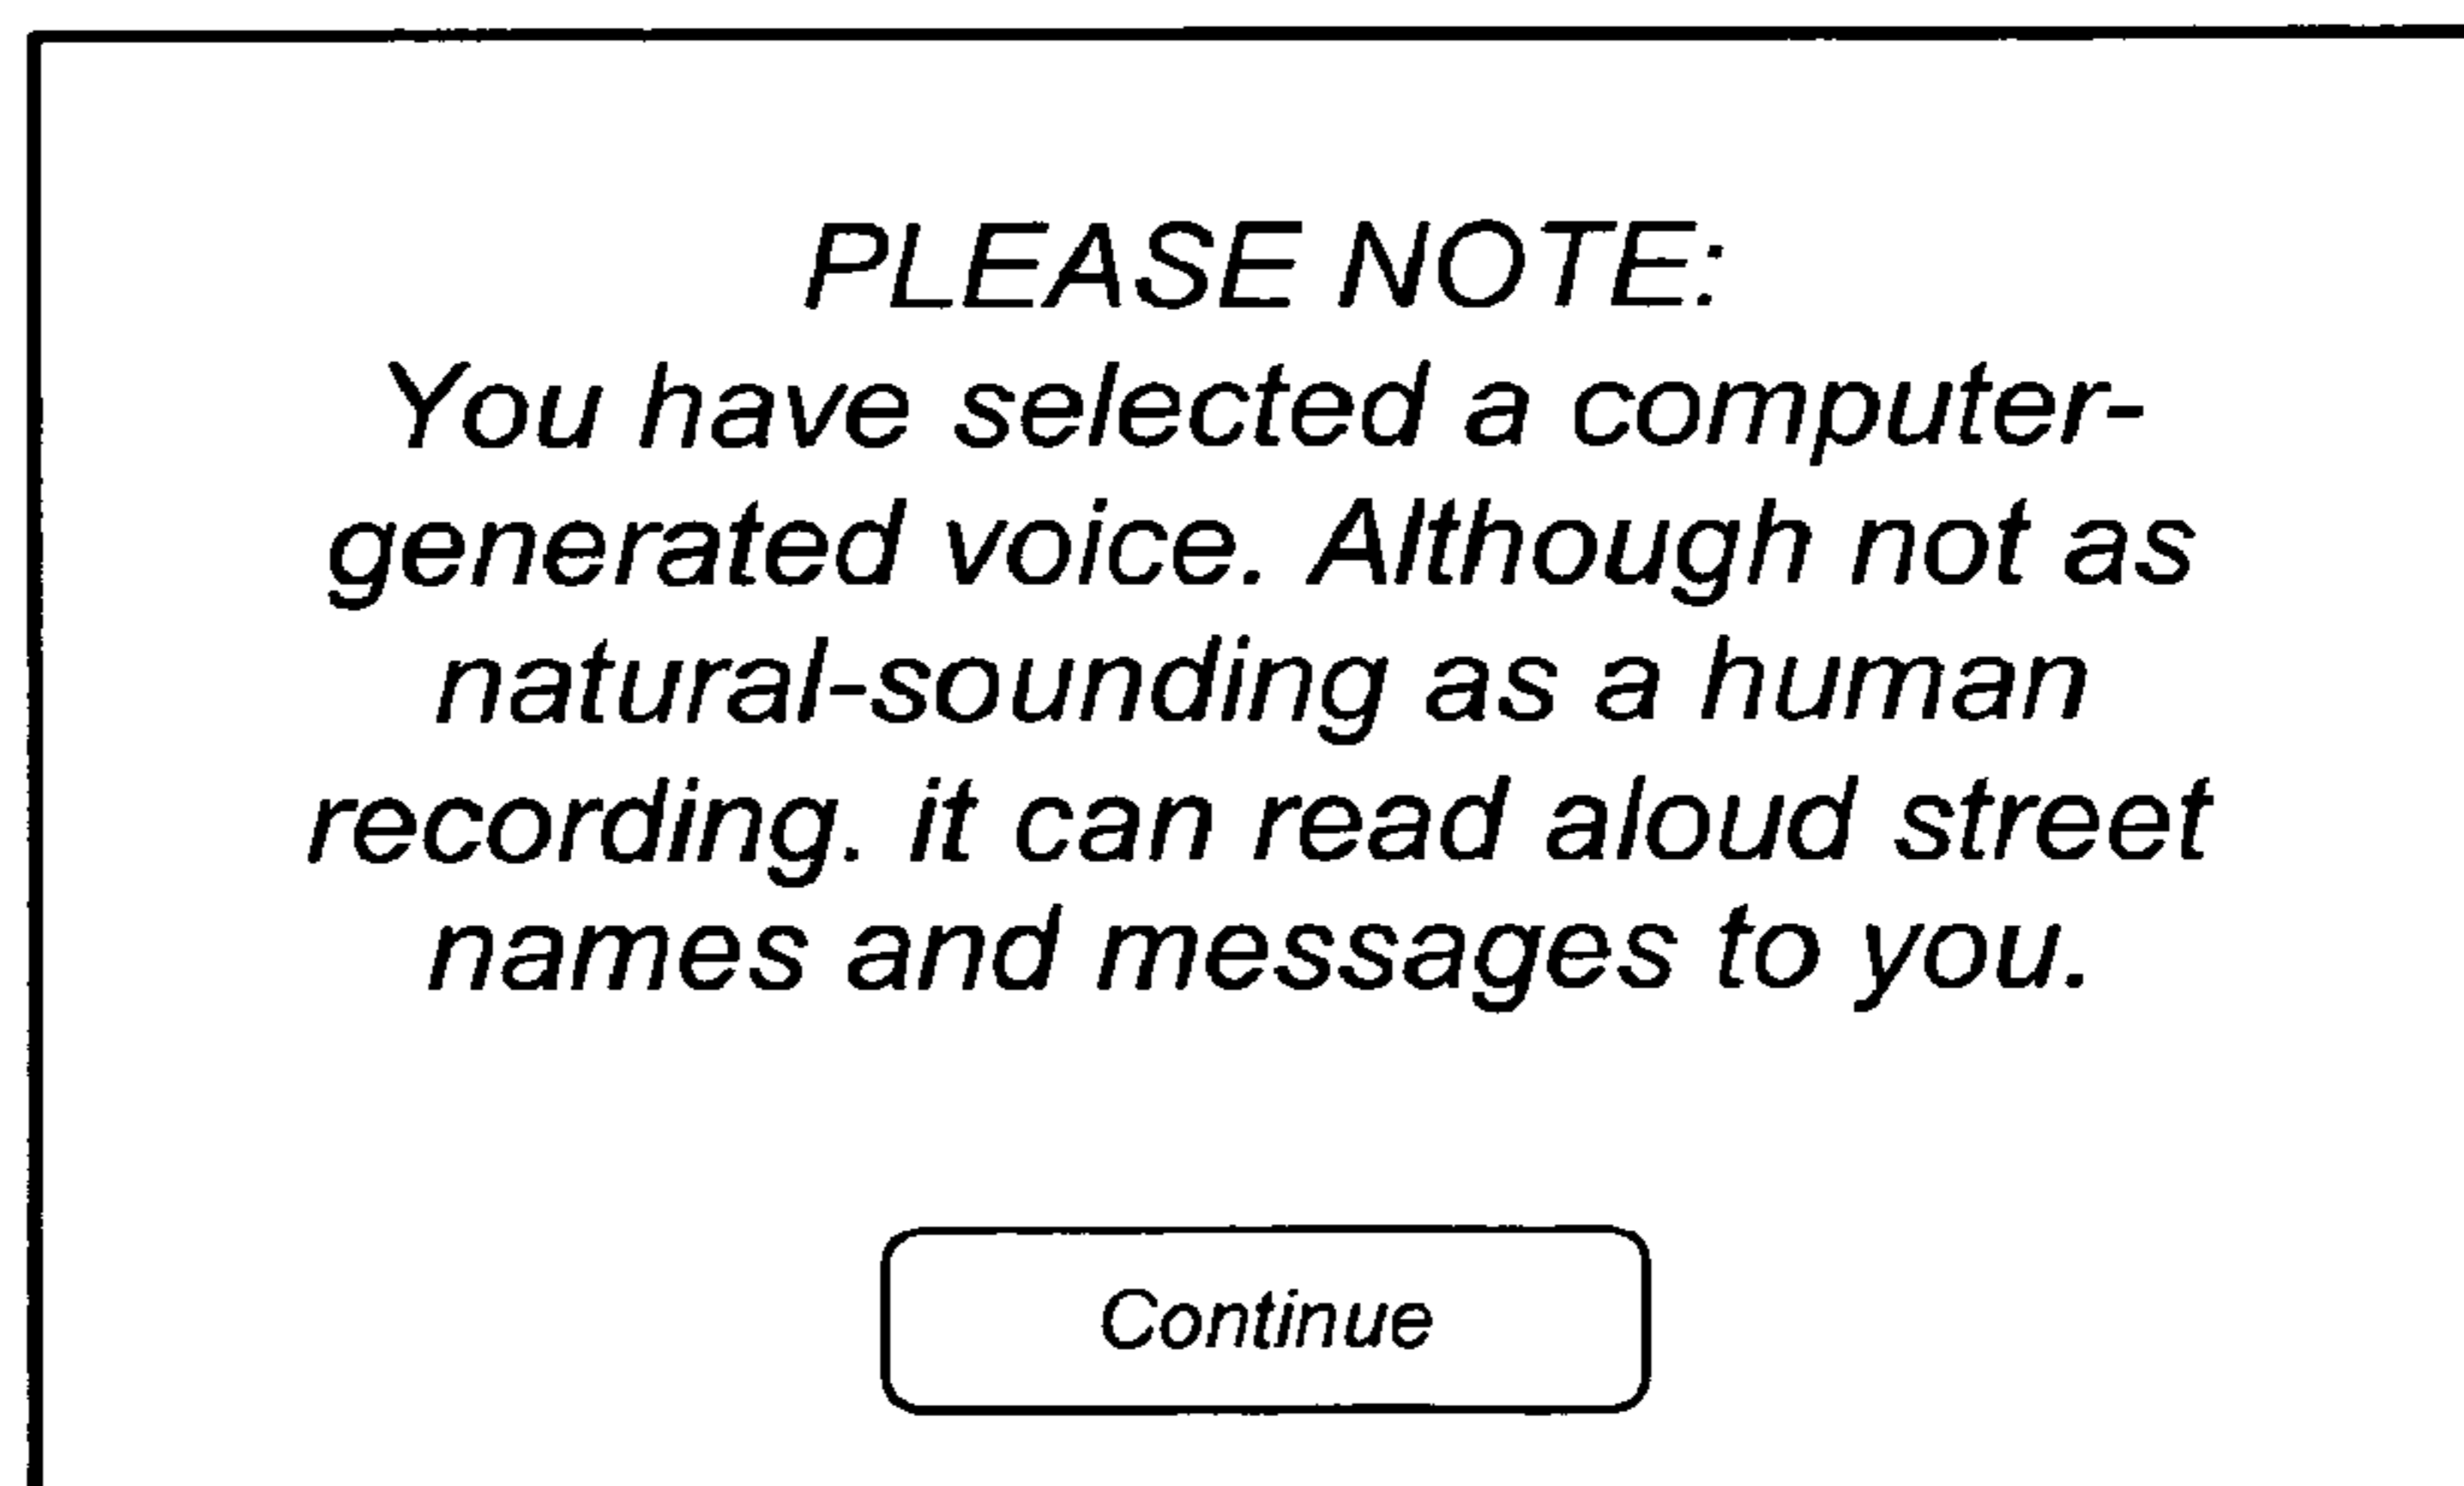 PLEASE NOTE:
You have selected a computer-
generated voice. Although not as
natural-sounding as a human
recording. it can read aloud street
names and messages to you.
Continue